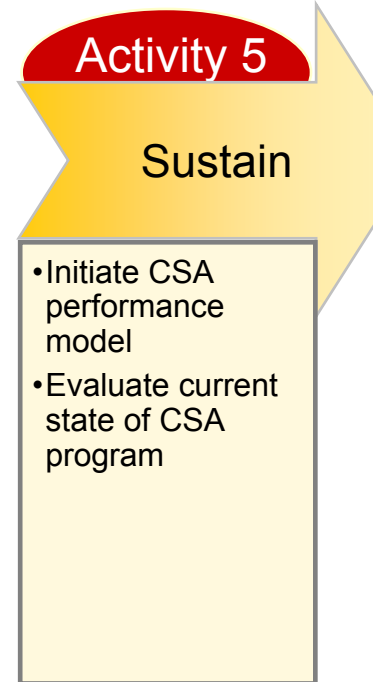 Activity 5
Sustain
•Initiate CSA
performance
model
•Evaluate current
state of CSA
program